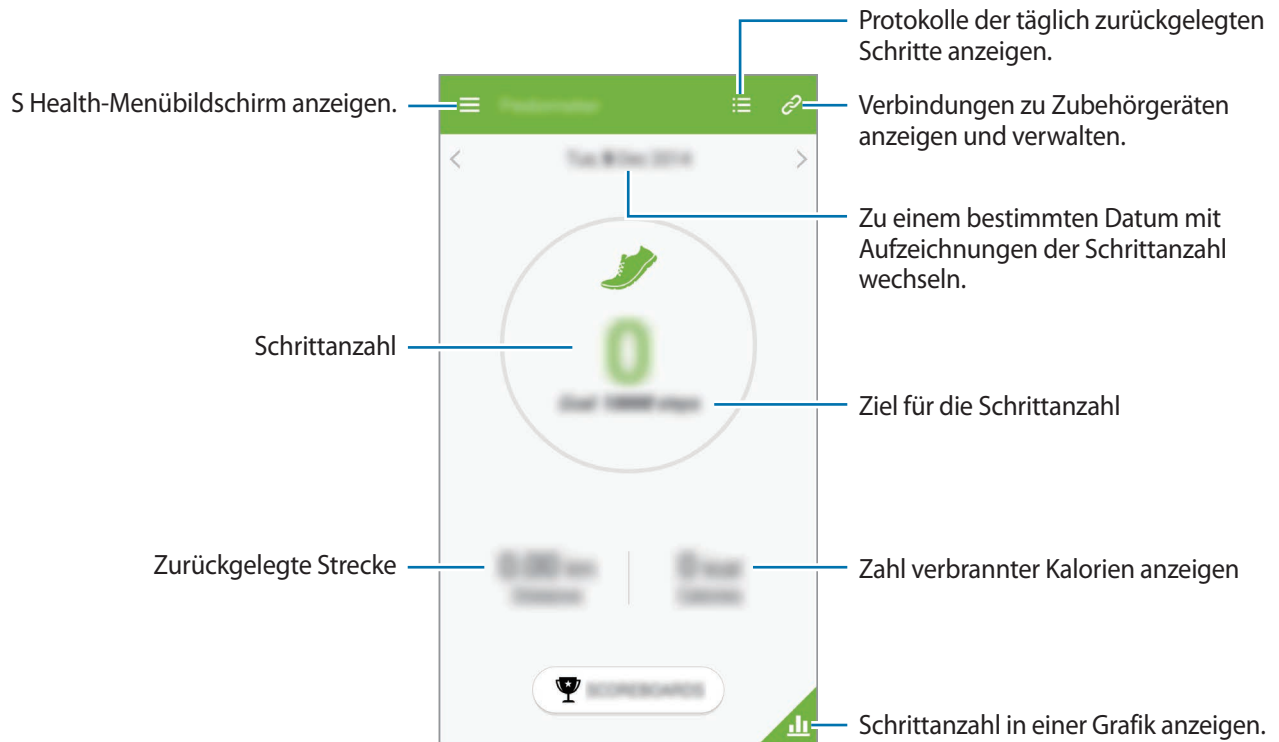 Protokolle der täglich zurückgelegten
Schritte anzeigen.
S Health-Menübildschirm anzeigen.
Verbindungen zu Zubehörgeräten
anzeigen und verwalten.
Zu einem bestimmten Datum mit
Aufzeichnungen der Schrittanzahl
wechseln.
Schrittanzahl
0
Ziel für die Schrittanzahl
Zurückgelegte Strecke
Zahl verbrannter Kalorien anzeigen
SCOREBOARDS
Schrittanzahl in einer Grafik anzeigen.